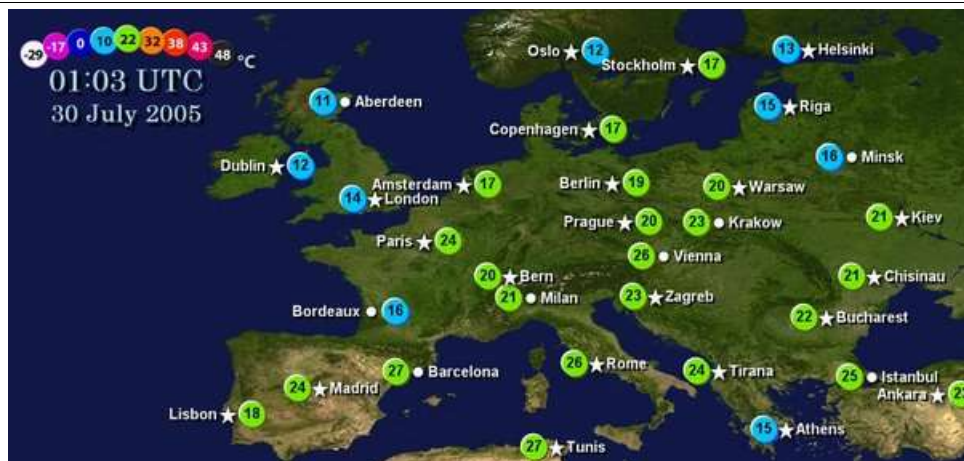 -29 -17 0 10 22 32 38 43 48 °C
01:03 UTC
30 July 2005
Oslo 12
Stockholm 17
13 Helsinki
11 Aberdeen
15 Riga
Copenhagen 17
Dublin 12
16 Minsk
14 London
Amsterdam 17
Berlin 19
20 Warsaw
Prague 20
23 Krakow
21 Kiev
Paris 24
26 Vienna
20 Bern
21 Milan
23 Zagreb
21 Chisinau
Bordeaux 16
22 Bucharest
27 Barcelona
26 Rome
24 Tirana
25 Istanbul
24 Madrid
Ankara
Lisbon 18
15 Athens
27 Tunis